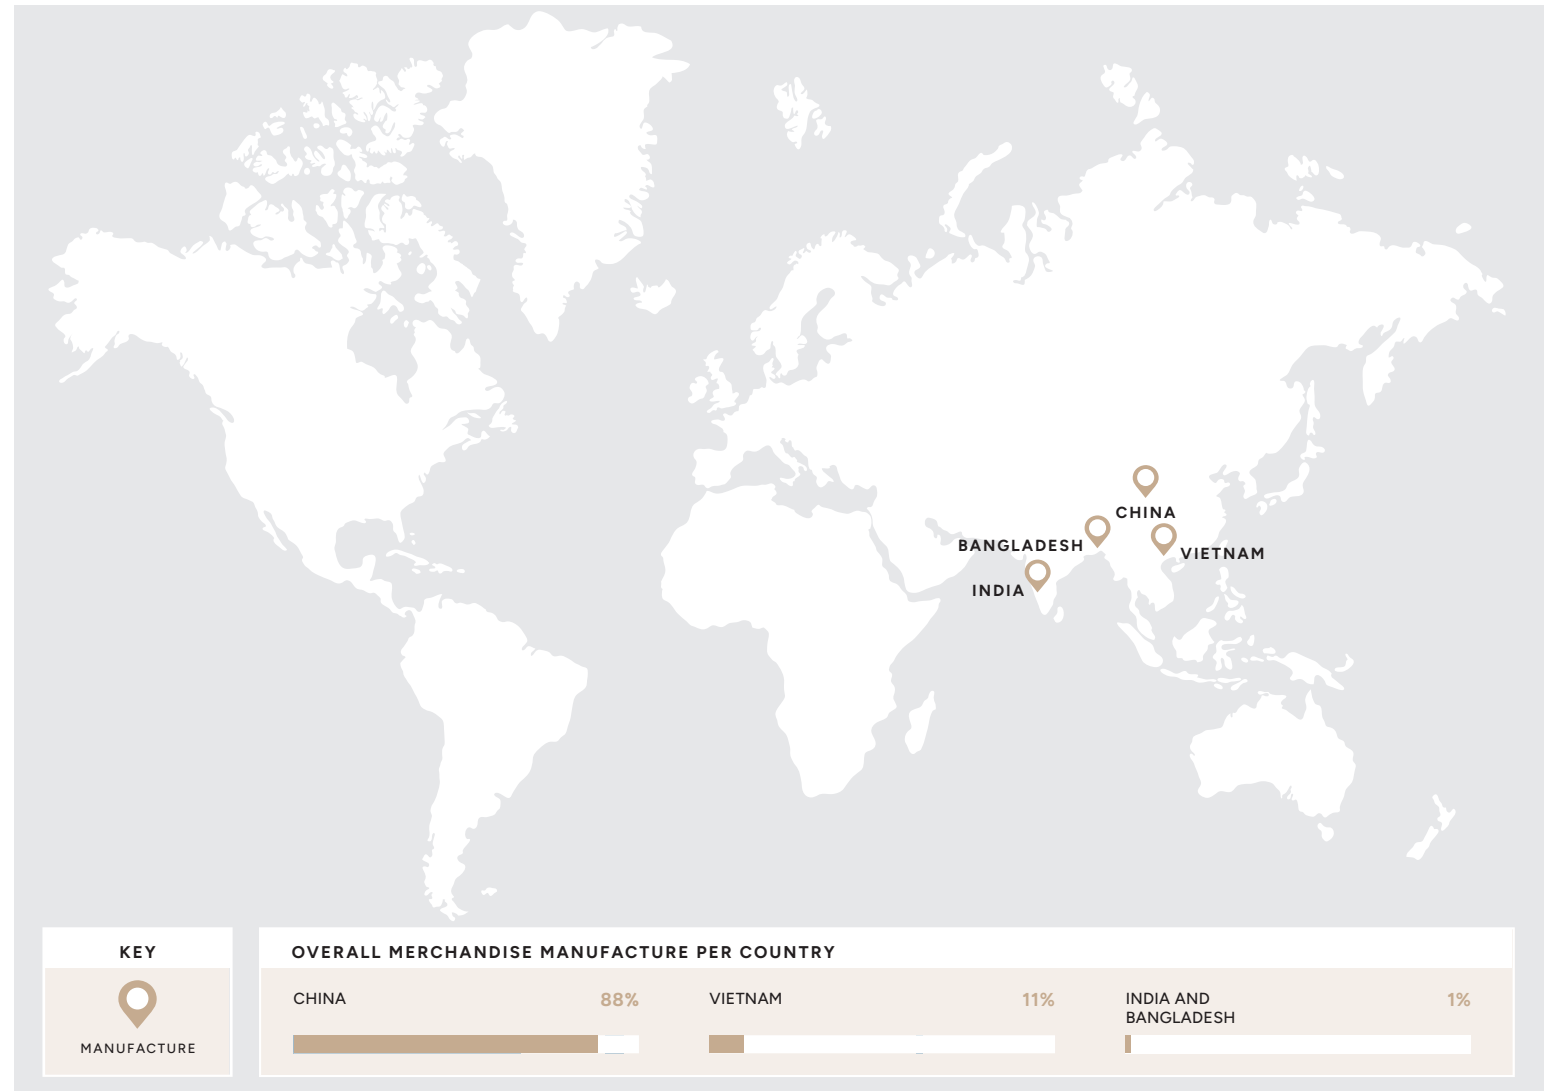 CHINA
BANGLADESH
VIETNAM
INDIA
KEY
MANUFACTURE
OVERALL MERCHANDISE MANUFACTURE PER COUNTRY
CHINA 88%
VIETNAM 11%
INDIA AND 1%
BANGLADESH